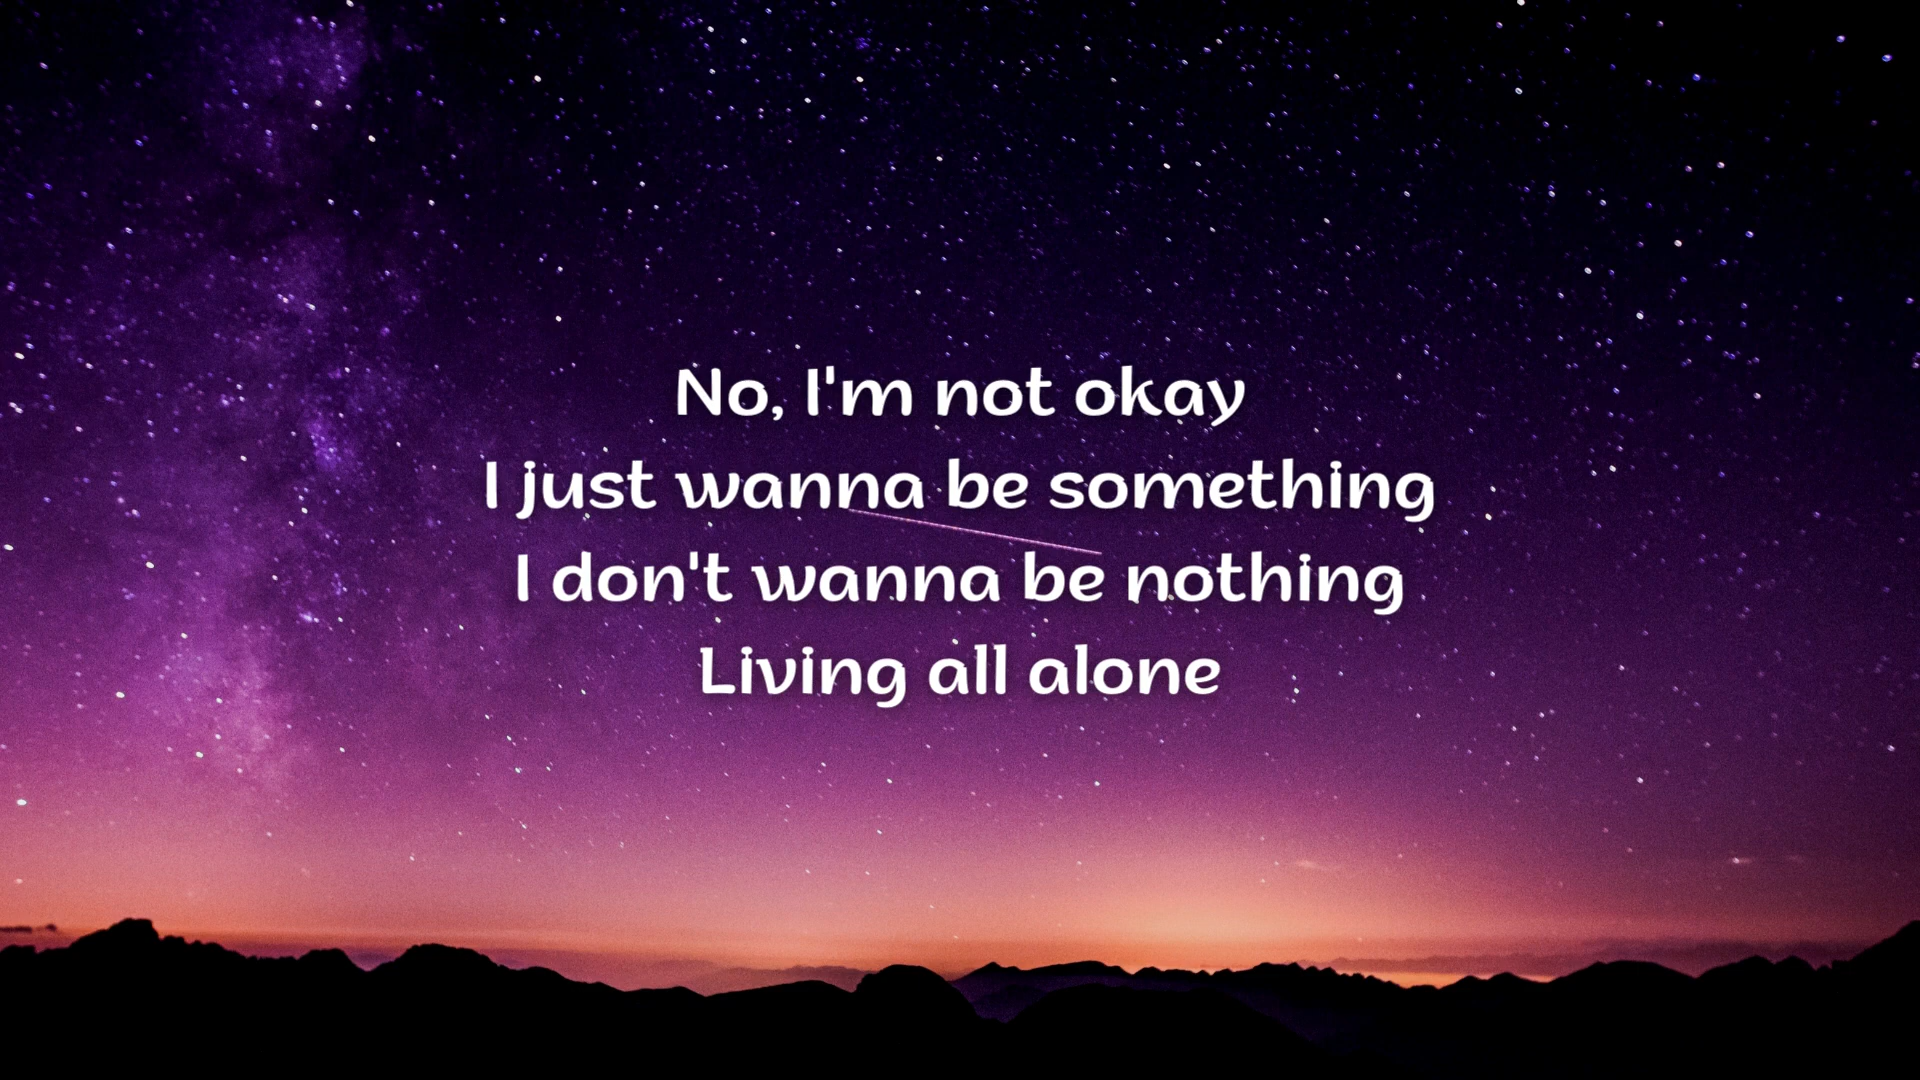 No, I'm not okay
I just wanna be something
I don't wanna be nothing
Living all alone